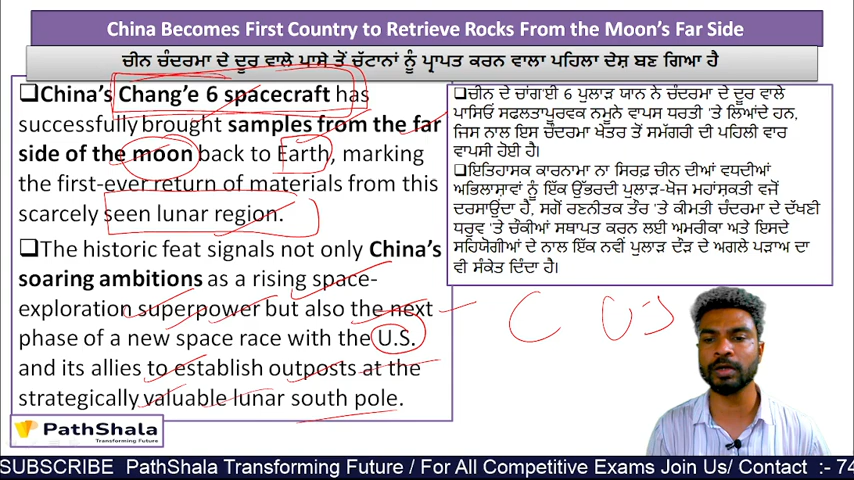 China Becomes First Country to Retrieve Rocks From the Moon's Far Side
ਚੀਨ ਚੰਦਰਮਾ ਦੇ ਦੂਰ ਵਾਲੇ ਪਾਸੇ ਤੋਂ ਚੱਟਾਨਾਂ ਨੂੰ ਪ੍ਰਾਪਤ ਕਰਨ ਵਾਲਾ ਪਹਿਲਾ ਦੇਸ਼ ਬਣ ਗਿਆ ਹੈ
❑China's Chang'e 6 spacecraft has
successfully brought samples from the far
side of the moon back to Earth, marking
the first-ever return of materials from this
scarcely seen lunar region.
❑The historic feat signals not only China's
soaring ambitions as a rising space-
exploration superpower but also the next
phase of a new space race with the U.S.
and its allies to establish outposts at the
strategically valuable lunar south pole.
❑ਚੀਨ ਦੇ ਚਾਂਗਈ 6 ਪੁਲਾੜ ਯਾਨ ਨੇ ਚੰਦਰਮਾ ਦੇ ਦੂਰ ਵਾਲੇ
ਪਾਸਿਓਂ ਸਫਲਤਾਪੂਰਵਕ ਨਮੂਨੇ ਵਾਪਸ ਧਰਤੀ 'ਤੇ ਲਿਆਂਦੇ ਹਨ,
ਜਿਸ ਨਾਲ ਇਸ ਚੰਦਰਮਾ ਖੇਤਰ ਤੋਂ ਸਮੱਗਰੀ ਦੀ ਪਹਿਲੀ ਵਾਰ
ਵਾਪਸੀ ਹੋਈ ਹੈ।
❑ਇਤਿਹਾਸਕ ਕਾਰਨਾਮਾ ਨਾ ਸਿਰਫ਼ ਚੀਨ ਦੀਆਂ ਵਧਦੀਆਂ
ਅਭਿਲਾਸ਼ਾਵਾਂ ਨੂੰ ਇੱਕ ਉੱਭਰਦੀ ਪੁਲਾੜ-ਖੋਜ ਮਹਾਂਸ਼ਕਤੀ ਵਜੋਂ
ਦਰਸਾਉਂਦਾ ਹੈ, ਸਗੋਂ ਰਣਨੀਤਕ ਤੌਰ 'ਤੇ ਕੀਮਤੀ ਚੰਦਰਮਾ ਦੇ ਦੱਖਣੀ
ਧਰੁਵ 'ਤੇ ਚੌਕੀਆਂ ਸਥਾਪਤ ਕਰਨ ਲਈ ਅਮਰੀਕਾ ਅਤੇ ਇਸਦੇ
ਸਹਿਯੋਗੀਆਂ ਦੇ ਨਾਲ ਇੱਕ ਨਵੀਂ ਪੁਲਾੜ ਦੌੜ ਦੇ ਅਗਲੇ ਪੜਾਅ ਦਾ
ਵੀ ਸੰਕੇਤ ਦਿੰਦਾ ਹੈ।
C US
PathShala
Transforming Future
SUBSCRIBE PathShala Transforming Future / For All Competitive Exams Join Us/ Contact :- 74